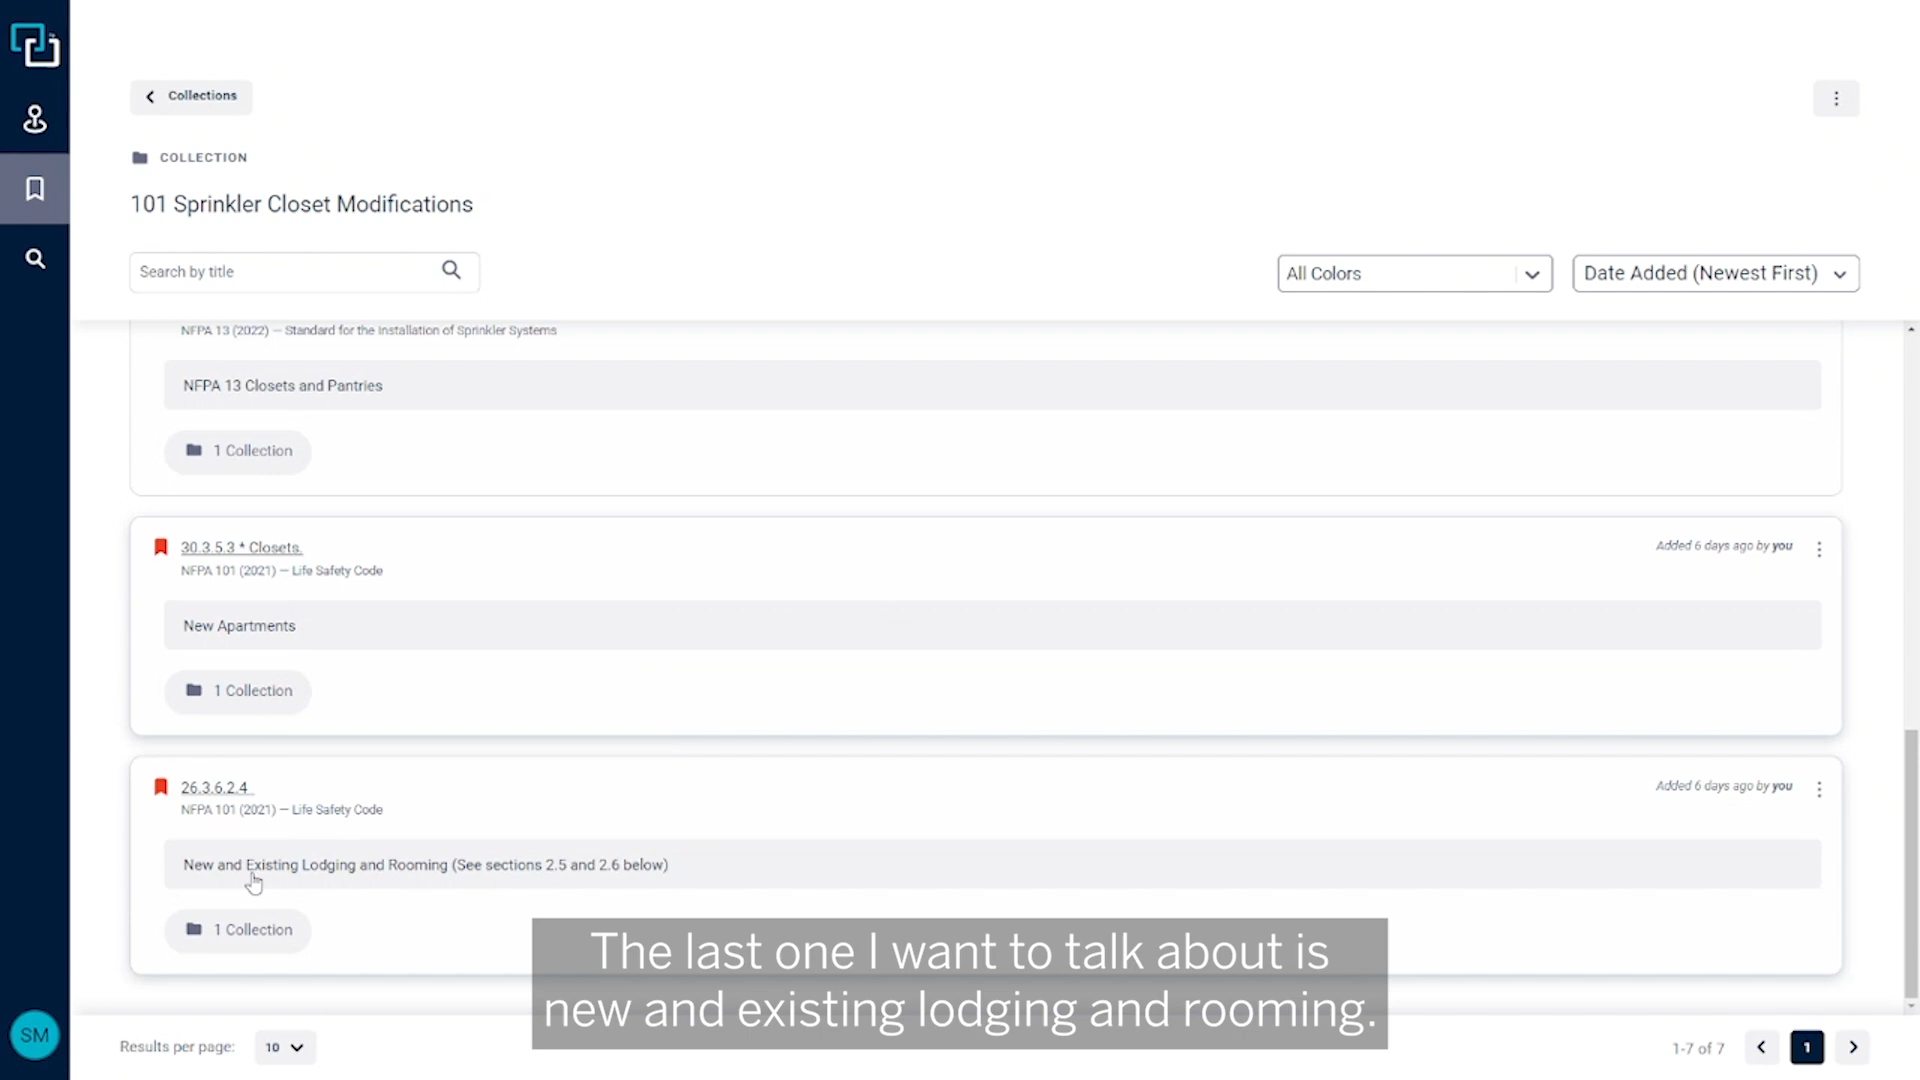 Collections
COLLECTION
101 Sprinkler Closet Modifications
Search by title
All Colors
Date Added (Newest First)
NFPA 13 (2022) — Standard for the Installation of Sprinkler Systems
NFPA 13 Closets and Pantries
1 Collection
30.3.5.3 * Closets.
Added 6 days ago by you
NFPA 101 (2021) — Life Safety Code
New Apartments
1 Collection
26.3.6.2.4
Added 6 days ago by you
NFPA 101 (2021) — Life Safety Code
New and Existing Lodging and Rooming (See sections 2.5 and 2.6 below)
1 Collection
The last one I want to talk about is
new and existing lodging and rooming.
SM
Results per page:
10
1-7 of 7
1